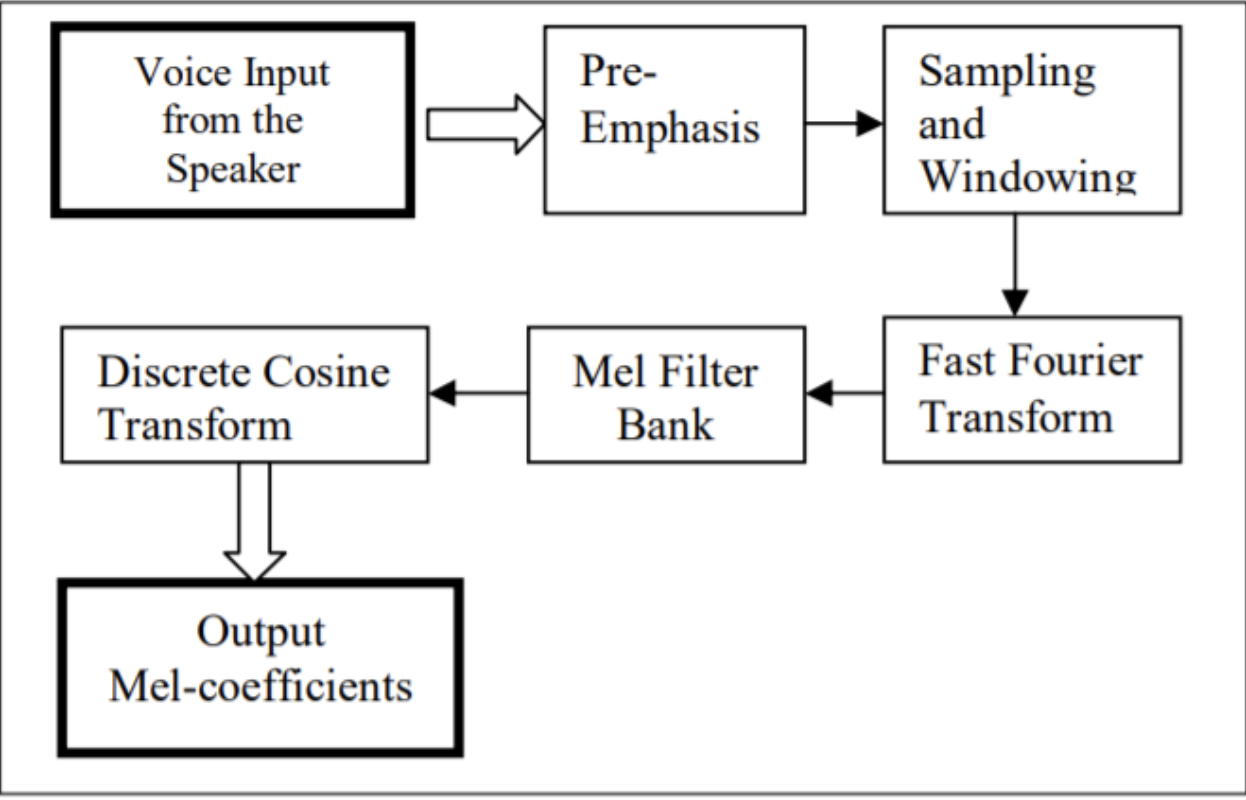 Voice Input
from the
Speaker
Pre-
Emphasis
Sampling
and
Windowing
Fast Fourier
Transform
Mel Filter
Bank
Discrete Cosine
Transform
Output
Mel-coefficients